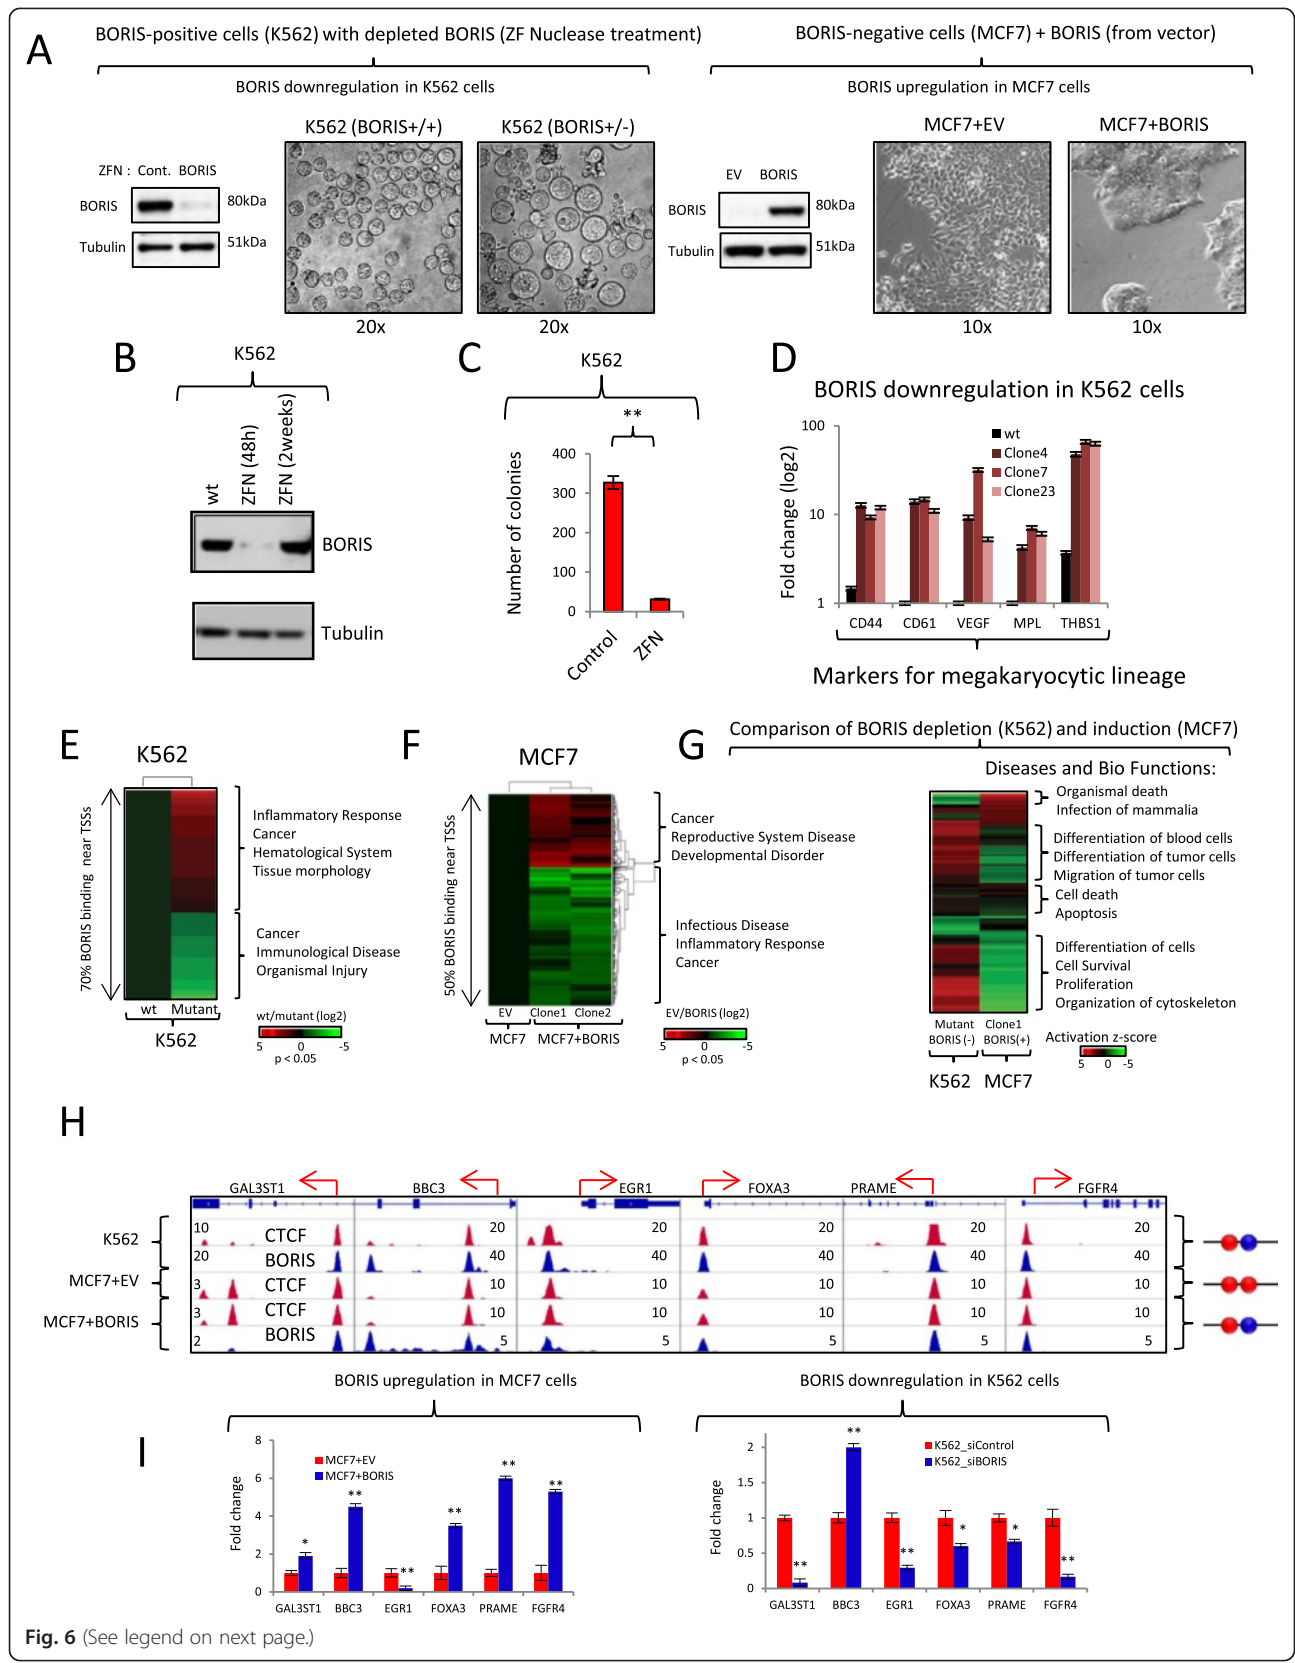 A
BORIS-positive cells (K562) with depleted BORIS (ZF Nuclease treatment)
BORIS downregulation in K562 cells
K562 (BORIS+/+)
K562 (BORIS+/-)
ZFN : Cont. BORIS
BORIS
80kDa
Tubulin
51kDa
20x
20x
BORIS-negative cells (MCF7) + BORIS (from vector)
BORIS upregulation in MCF7 cells
MCF7+EV
MCF7+BORIS
EV BORIS
BORIS
80kDa
Tubulin
51kDa
10x
10x
B
K562
wt
ZFN (48h)
ZFN (2weeks)
BORIS
Tubulin
C
K562
**
Number of colonies
400
300
200
100
0
Control
ZFN
D
BORIS downregulation in K562 cells
Fold change (log2)
100
10
1
wt
Clone4
Clone7
Clone23
CD44 CD61 VEGF MPL THBS1
Markers for megakaryocytic lineage
E
K562
70% BORIS binding near TSSs
Inflammatory Response
Cancer
Hematological System
Tissue morphology
Cancer
Immunological Disease
Organismal Injury
wt Mutant
K562
wt/mutant (log2)
5 0 -5
p < 0.05
F
MCF7
50% BORIS binding near TSSs
Cancer
Reproductive System Disease
Developmental Disorder
Infectious Disease
Inflammatory Response
Cancer
EV Clone1 Clone2
MCF7 MCF7+BORIS
EV/BORIS (log2)
5 0 -5
p < 0.05
G
Comparison of BORIS depletion (K562) and induction (MCF7)
Diseases and Bio Functions:
Organismal death
Infection of mammalia
Differentiation of blood cells
Differentiation of tumor cells
Migration of tumor cells
Cell death
Apoptosis
Differentiation of cells
Cell Survival
Proliferation
Organization of cytoskeleton
Mutant Clone1
BORIS (-) BORIS(+)
K562 MCF7
Activation z-score
5 0 -5
H
GAL3ST1 BBC3 EGR1 FOXA3 PRAME FGFR4
K562
10 CTCF 20 20 20 20 20
20 BORIS 40 40 40 40 40
MCF7+EV
3 CTCF 10 10 10 10 10
MCF7+BORIS
3 CTCF 10 10 10 10 10
2 BORIS 5 5 5 5 5
I
BORIS upregulation in MCF7 cells
Fold change
8
6
4
2
0
MCF7+EV
MCF7+BORIS
* ** ** ** ** **
GAL3ST1 BBC3 EGR1 FOXA3 PRAME FGFR4
BORIS downregulation in K562 cells
Fold change
2
1.5
1
0.5
0
K562_siControl
K562_siBORIS
** ** ** * * **
GAL3ST1 BBC3 EGR1 FOXA3 PRAME FGFR4
Fig. 6 (See legend on next page.)